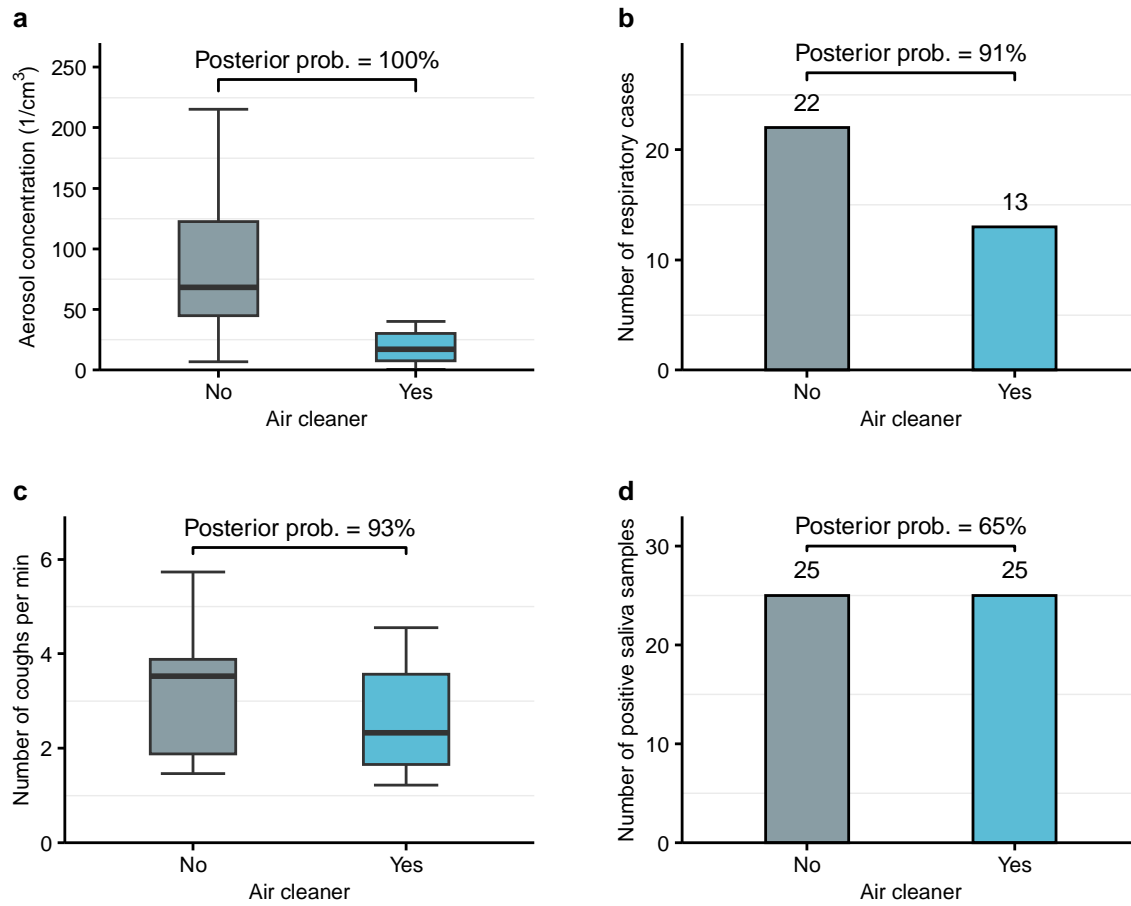 a
Posterior prob. = 100%
Aerosol concentration (1/cm³)
250
200
150
100
50
0
No
Yes
Air cleaner
b
Posterior prob. = 91%
Number of respiratory cases
22
13
20
10
0
No
Yes
Air cleaner
c
Posterior prob. = 93%
Number of coughs per min
6
4
2
0
No
Yes
Air cleaner
d
Posterior prob. = 65%
Number of positive saliva samples
25
25
30
20
10
0
No
Yes
Air cleaner